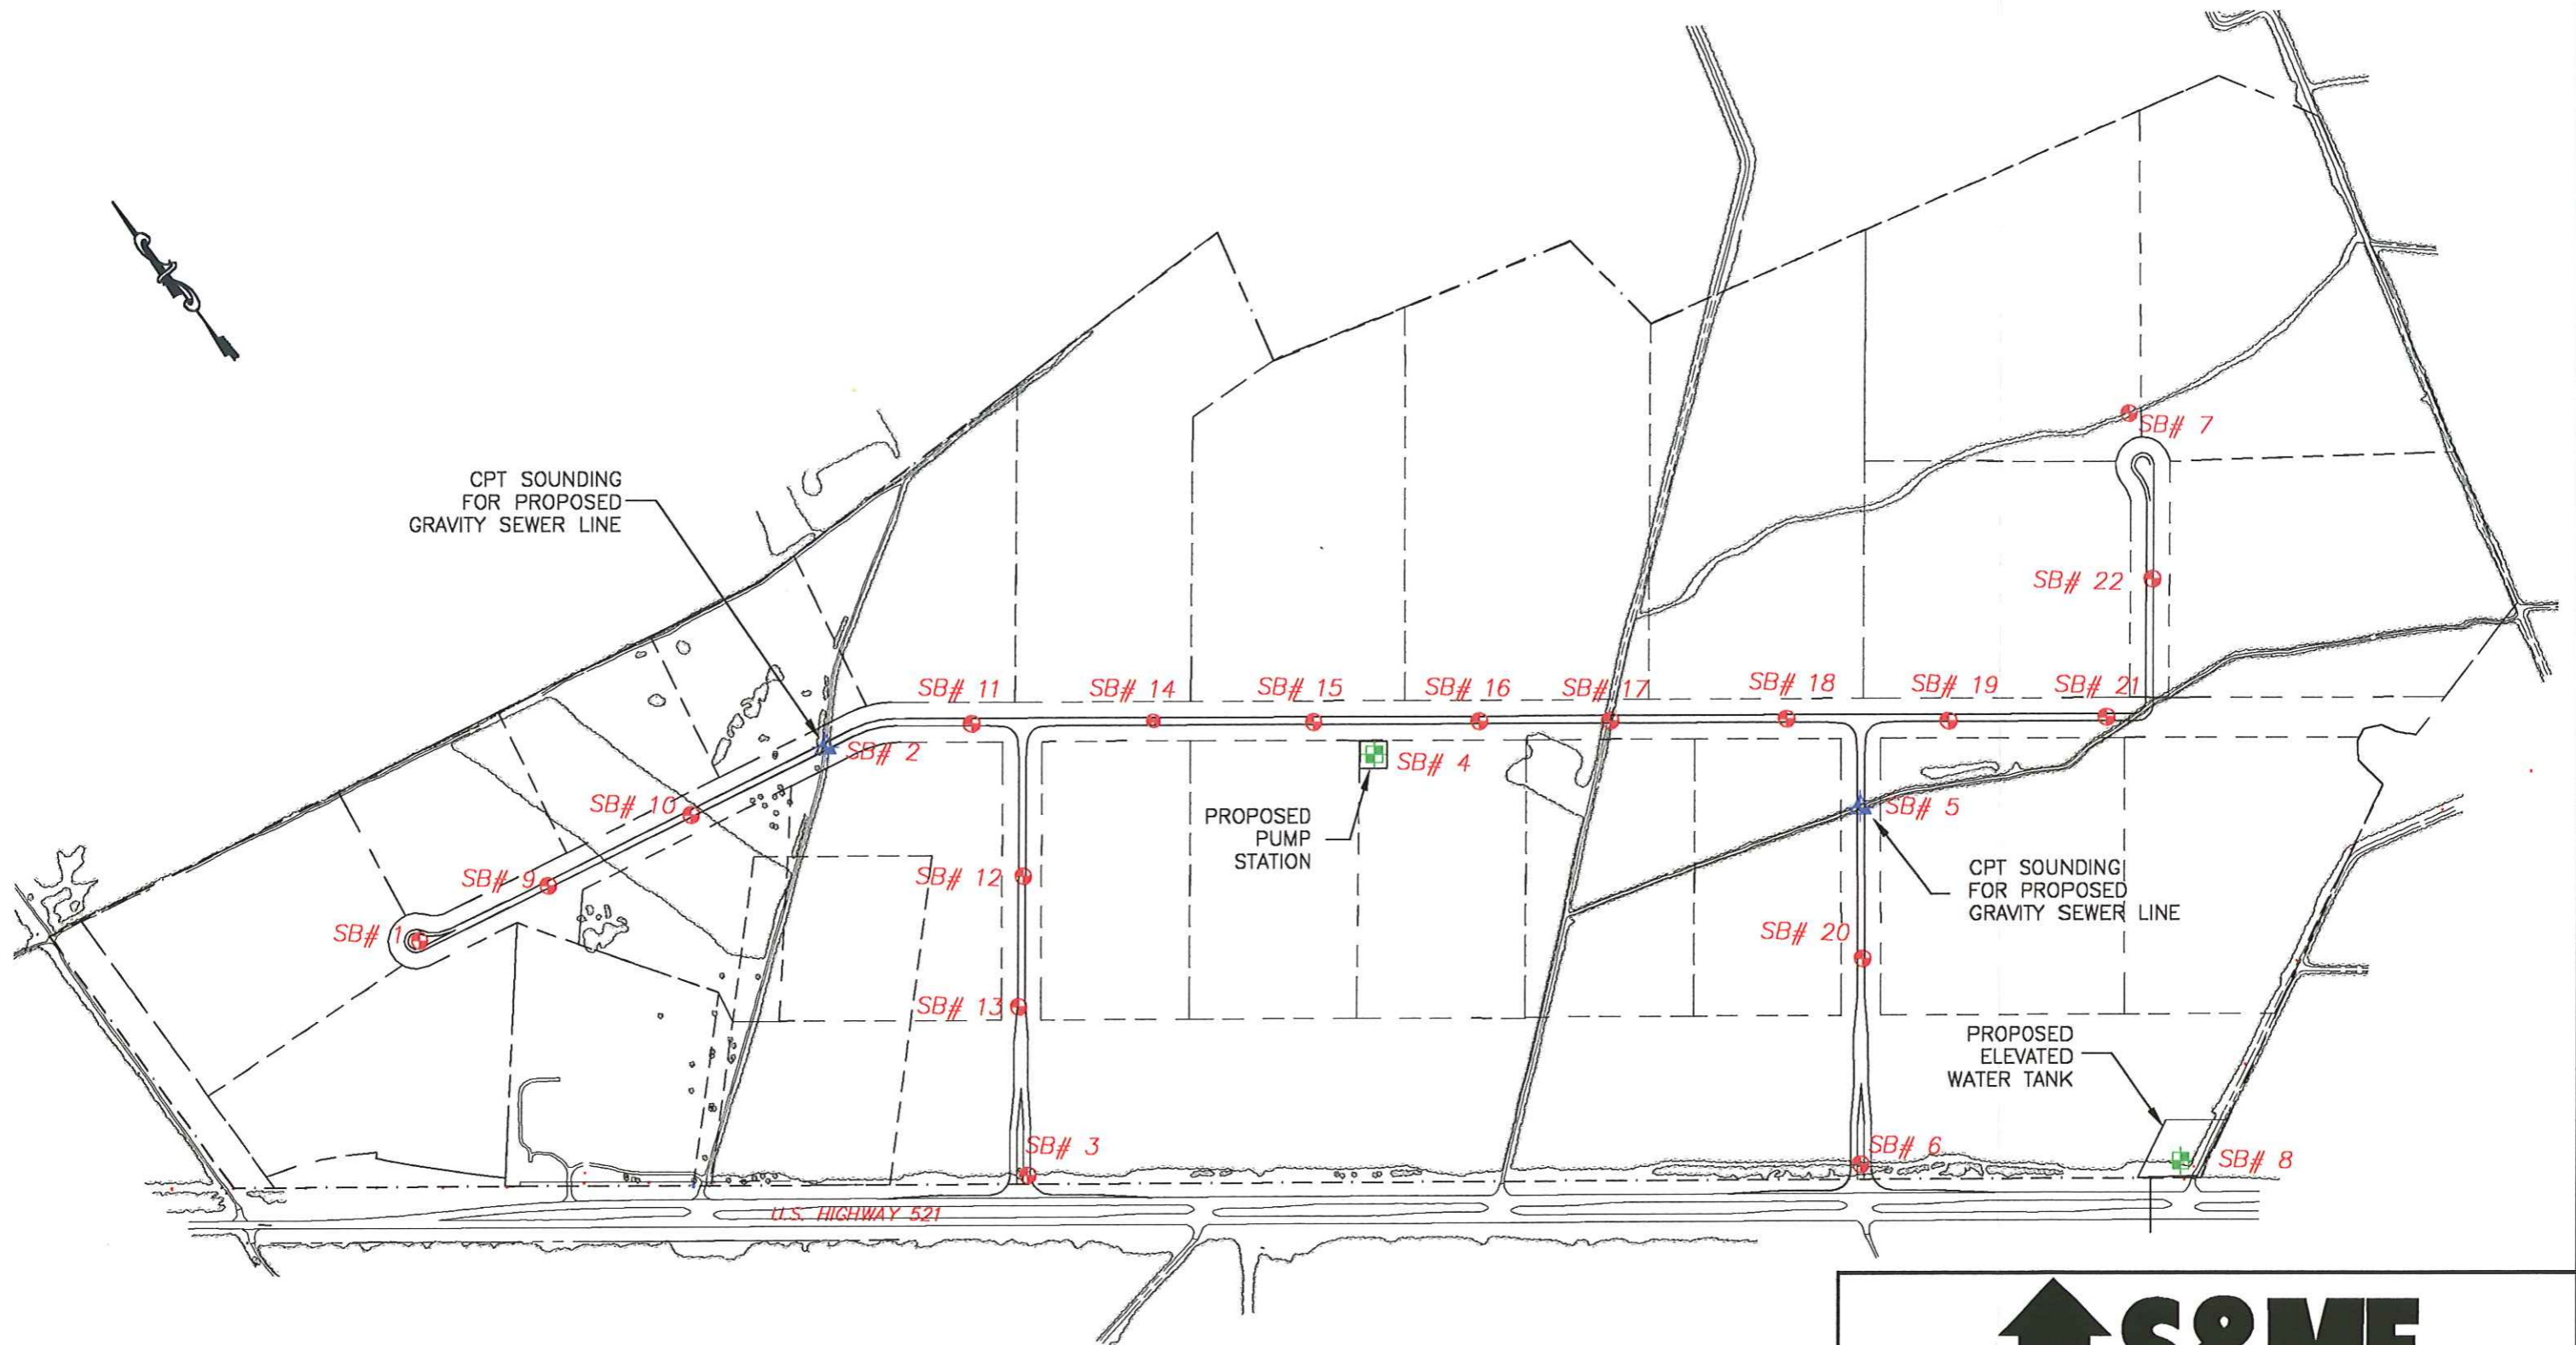 CPT SOUNDING
FOR PROPOSED
GRAVITY SEWER LINE
SB# 7
SB# 22
SB# 11
SB# 14
SB# 15
SB# 16
SB# 17
SB# 18
SB# 19
SB# 21
SB# 2
SB# 4
SB# 10
SB# 5
PROPOSED
PUMP
STATION
SB# 9
SB# 12
CPT SOUNDING
FOR PROPOSED
GRAVITY SEWER LINE
SB# 1
SB# 20
SB# 13
PROPOSED
ELEVATED
WATER TANK
SB# 3
SB# 6
SB# 8
U.S. HIGHWAY 521
S&ME